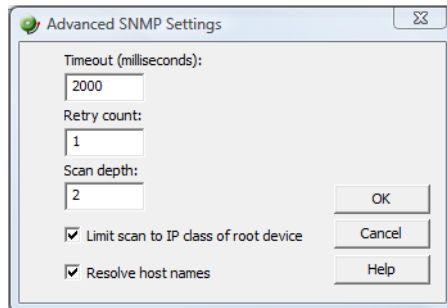 Advanced SNMP Settings
Timeout (milliseconds):
2000
Retry count:
1
Scan depth:
2
OK
Limit scan to IP class of root device
Cancel
Resolve host names
Help